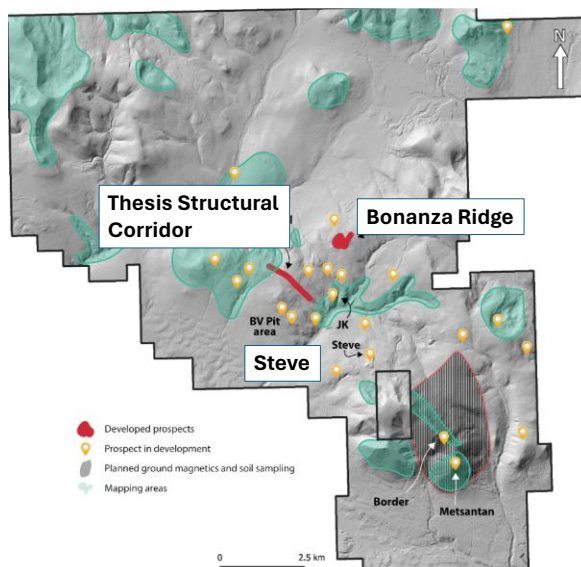 N
Thesis Structural
Corridor
Bonanza Ridge
BV Pit
area
JK
Steve
Steve
Developed prospects
Prospect in development
Planned ground magnetics and soil sampling
Mapping areas
Border
Metsantan
0
2.5 km